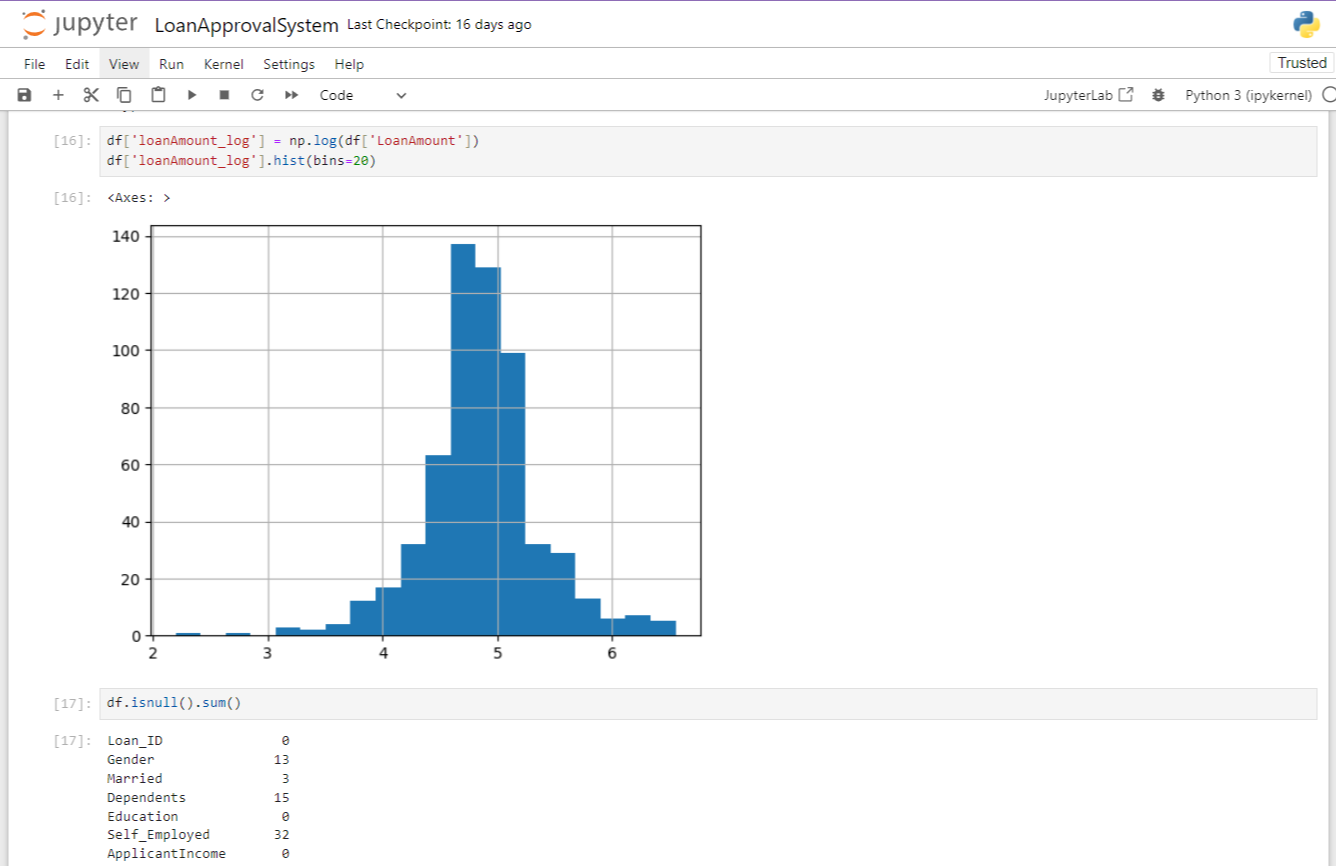 jupyter LoanApprovalSystem Last Checkpoint: 16 days ago
File Edit View Run Kernel Settings Help Trusted
Code JupyterLab Python 3 (ipykernel)
[16]: df['loanAmount_log'] = np.log(df['LoanAmount'])
df['loanAmount_log'].hist(bins=20)
[16]: <Axes: >
140
120
100
80
60
40
20
0
2 3 4 5 6
[17]: df.isnull().sum()
[17]: Loan_ID 0
Gender 13
Married 3
Dependents 15
Education 0
Self_Employed 32
ApplicantIncome 0